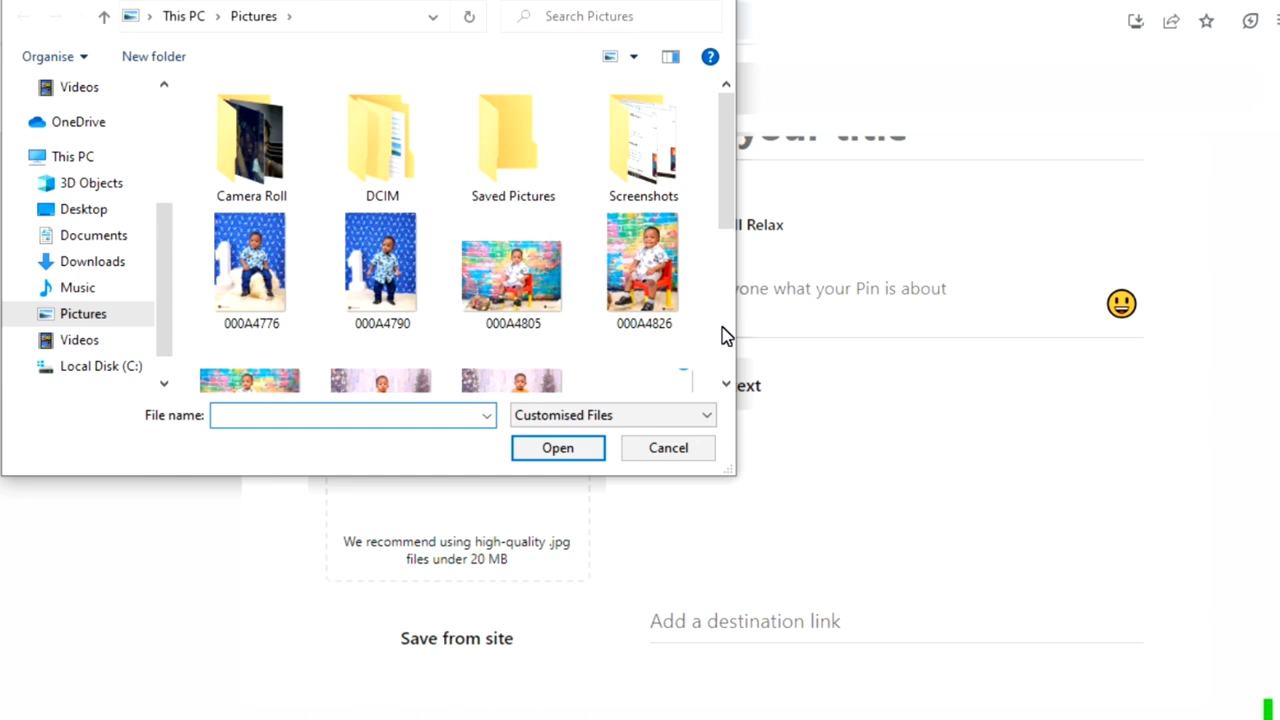 This PC
Pictures
Search Pictures
Organise
New folder
Videos
OneDrive
This PC
3D Objects
Desktop
Documents
Downloads
Music
Pictures
Videos
Local Disk (C:)
Camera Roll
DCIM
Saved Pictures
Screenshots
000A4776
000A4790
000A4805
000A4826
File name:
Customised Files
Open
Cancel
your title
ll Relax
yone what your Pin is about
ext
We recommend using high-quality .jpg
files under 20 MB
Save from site
Add a destination link